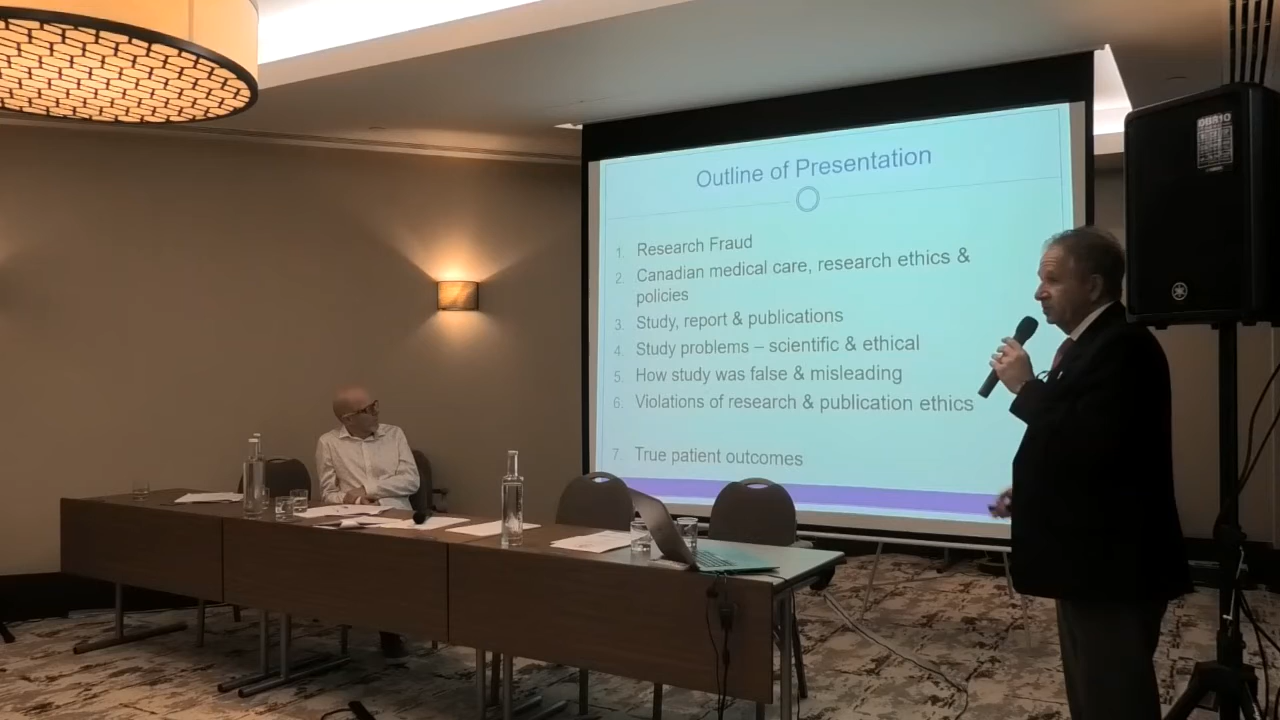 Outline of Presentation
1. Research Fraud
2. Canadian medical care, research ethics &
policies
3. Study, report & publications
4. Study problems – scientific & ethical
5. How study was false & misleading
6. Violations of research & publication ethics
7. True patient outcomes